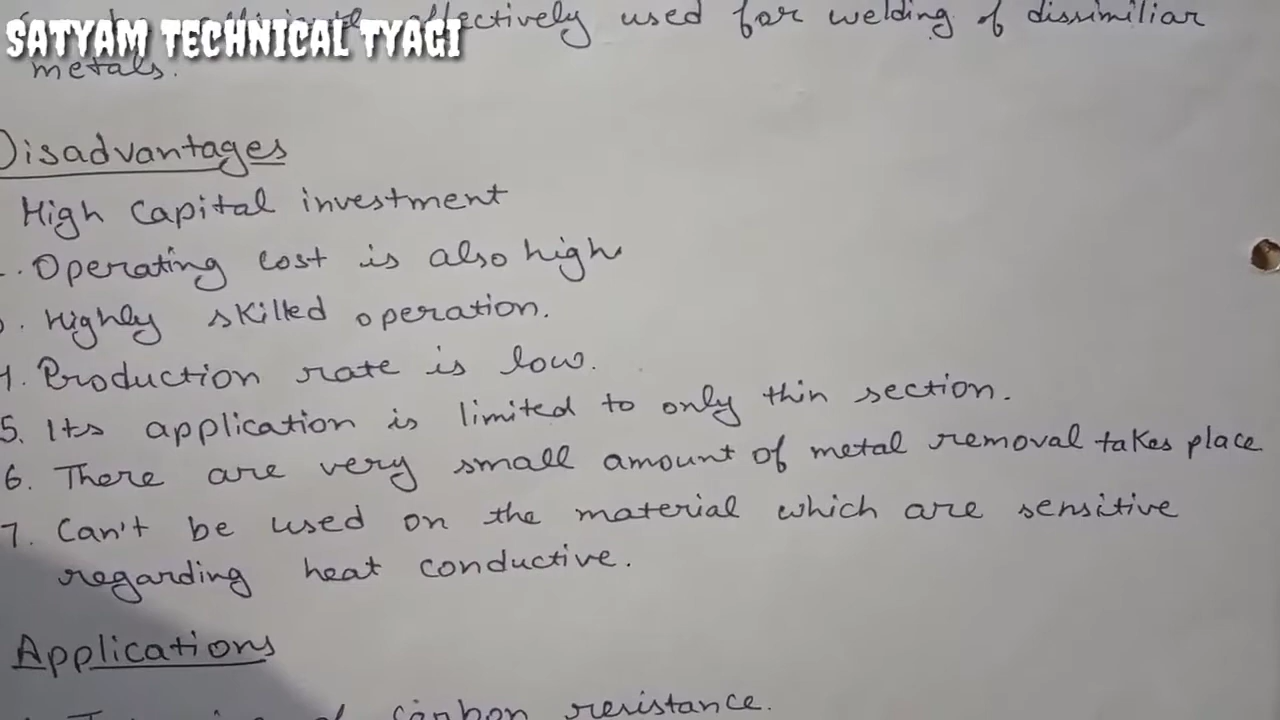 effectively used for welding of dissimiliar
SATYAM TECHNICAL TYAGI
metals.
Disadvantages
High Capital investment
Operating cost is also high
Highly skilled operation.
4. Production rate is low.
5. Its application is limited to only thin section.
6. There are very small amount of metal removal takes place
7. Can't be used on the material which are sensitive
regarding heat conductive.
Applications
of carbon resistance.